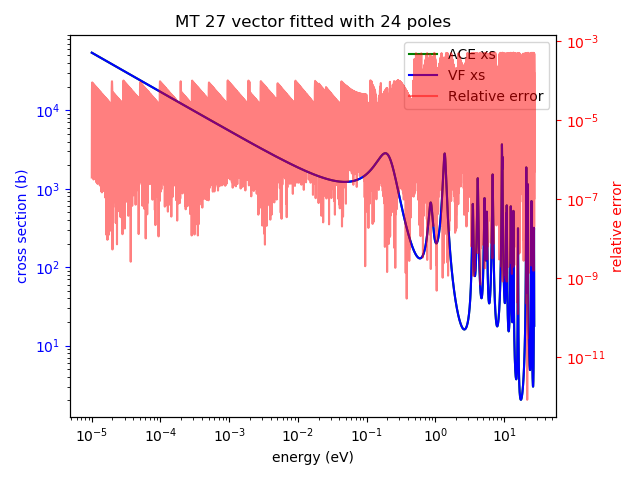 MT 27 vector fitted with 24 poles
ACE xs
VF xs
Relative error
cross section (b)
10⁴
10³
10²
10¹
10⁻³
10⁻⁵
10⁻⁷
10⁻⁹
10⁻¹¹
relative error
10⁻⁵ 10⁻⁴ 10⁻³ 10⁻² 10⁻¹ 10⁰ 10¹
energy (eV)